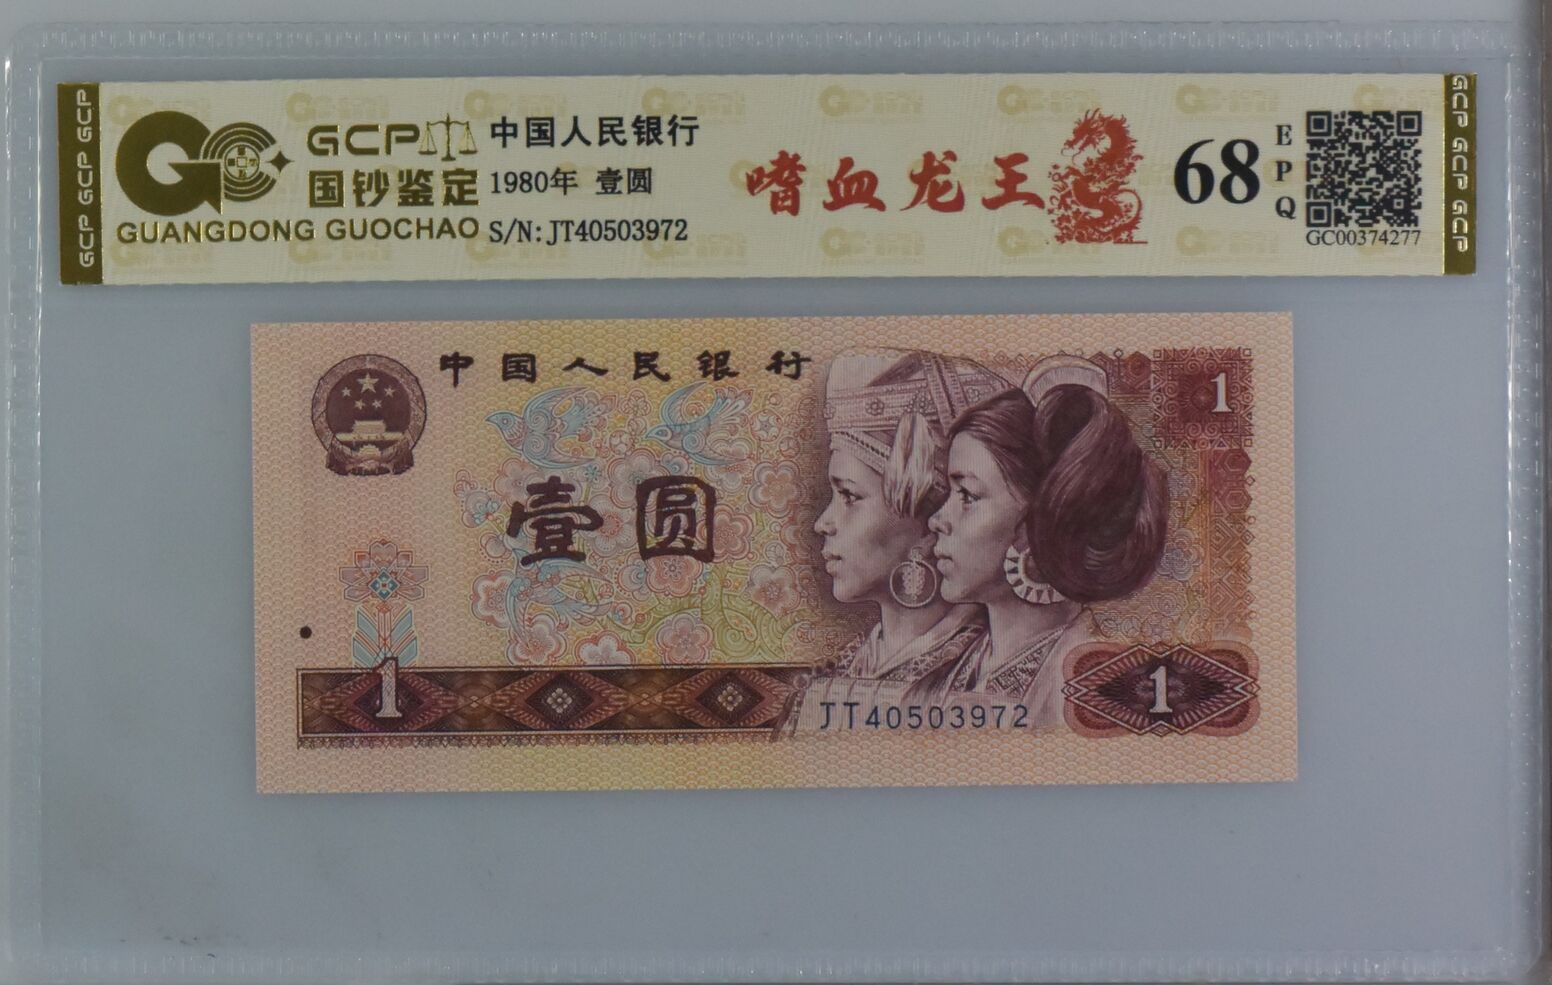 GCP GCP GCP
GCP
国钞鉴定
GUANGDONG GUOCHAO
中国人民银行
1980年 壹圆
S/N: JT40503972
嗜血龙王
68
EPQ
GC00374277
GCP GCP GCP
中国人民银行
1
壹圆
1
JT40503972
1